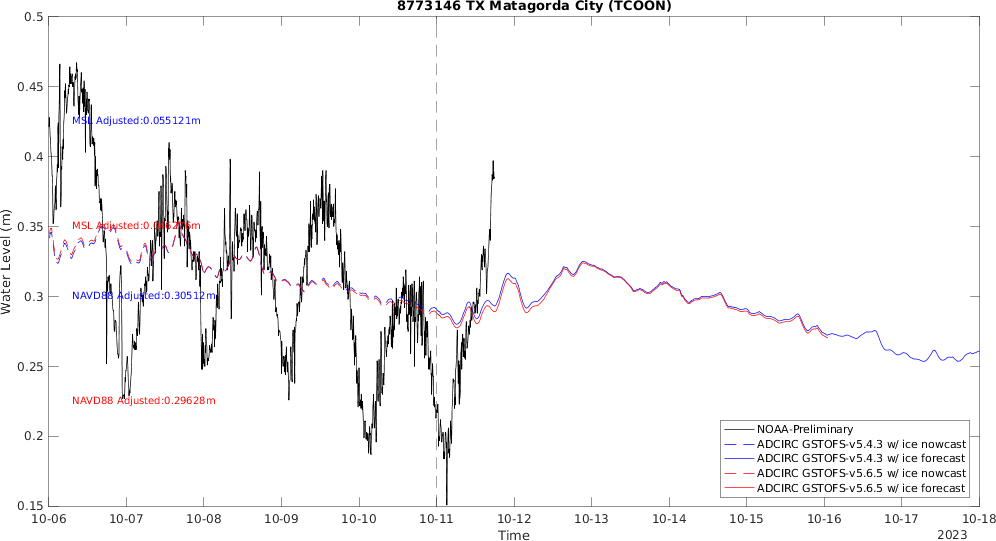 8773146 TX Matagorda City (TCOON)
0.5
0.45
0.4
0.35
0.3
0.25
0.2
0.15
Water Level (m)
MSL Adjusted:0.055121m
MSL Adjusted:
NAVD88 Adjusted:0.30512m
NAVD88 Adjusted:0.29628m
NOAA-Preliminary
ADCIRC GSTOFS-v5.4.3 w/ ice nowcast
ADCIRC GSTOFS-v5.4.3 w/ ice forecast
ADCIRC GSTOFS-v5.6.5 w/ ice nowcast
ADCIRC GSTOFS-v5.6.5 w/ ice forecast
10-06 10-07 10-08 10-09 10-10 10-11 10-12 10-13 10-14 10-15 10-16 10-17 10-18
Time
2023